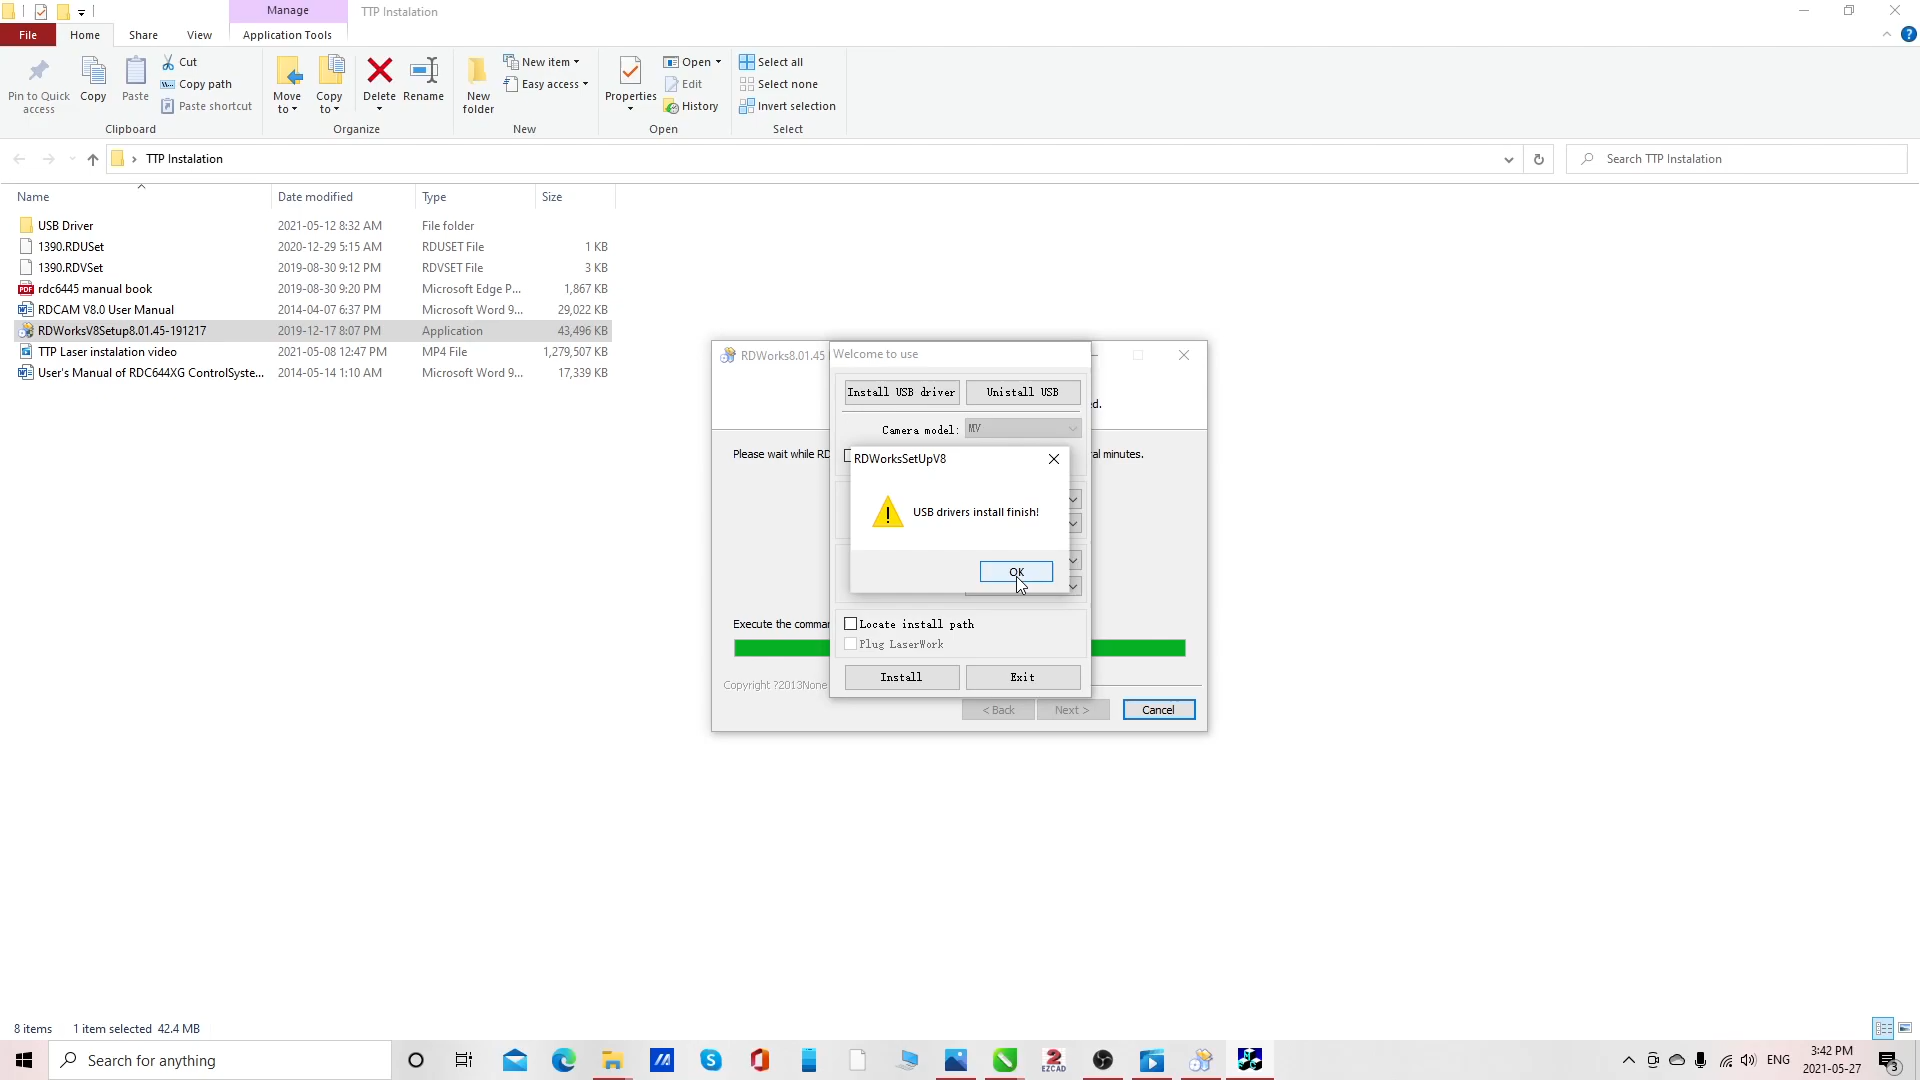 Manage
TTP Instalation
File
Home
Share
View
Application Tools
Pin to Quick access
Copy
Paste
Cut
Copy path
Paste shortcut
Clipboard
Move to
Copy to
Delete
Rename
Organize
New folder
New item
Easy access
New
Properties
Open
Edit
History
Open
Select all
Select none
Invert selection
Select
TTP Instalation
Search TTP Instalation
Name Date modified Type Size
USB Driver 2021-05-12 8:32 AM File folder
1390.RDUSet 2020-12-29 5:15 AM RDUSET File 1 KB
1390.RDVSet 2019-08-30 9:12 PM RDVSET File 3 KB
rdc6445 manual book 2019-08-30 9:20 PM Microsoft Edge P... 1,867 KB
RDCAM V8.0 User Manual 2014-04-07 6:37 PM Microsoft Word 9... 29,022 KB
RDWorksV8Setup8.01.45-191217 2019-12-17 8:07 PM Application 43,496 KB
TTP Laser instalation video 2021-05-08 12:47 PM MP4 File 1,279,507 KB
User's Manual of RDC644XG ControlSyste... 2014-05-14 1:10 AM Microsoft Word 9... 17,339 KB
RDWorks8.01.45
Welcome to use
Install USB driver
Unistall USB
ed.
Camera model: MV
Please wait while RD
al minutes.
RDWorksSetUpV8
USB drivers install finish!
OK
Execute the comma
Locate install path
Plug LaserWork
Install
Exit
Copyright ?2013None
< Back
Next >
Cancel
8 items 1 item selected 42.4 MB
Search for anything
2
EZCAD
ENG
3:42 PM
2021-05-27
3